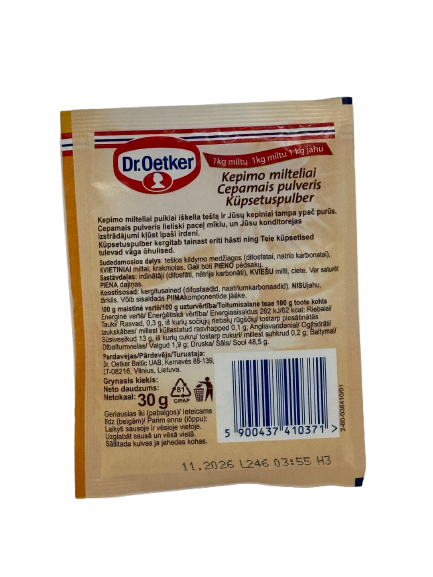 Dr.Oetker
1kg miltų 1kg miltu 1 kg jahu
Kepimo milteliai
Cepamais pulveris
Küpsetuspulber
Kepimo milteliai puikiai iškelia tešlą ir Jūsų kepiniai tampa ypač purūs.
Cepamais pulveris lieliski paceļ mīklu, un Jūsu konditorejas
izstrādājumi kļūst īpaši irdeni.
Küpsetuspulber kergitab tainast eriti hästi ning Teie küpsetised
tulevad väga õhulised.
Sudedamosios dalys: tešlos kildymo medžiagos (difosfatai, natrio karbonatai),
KVIETINIAI miltai, krakmolas. Gali būti PIENO pėdsakų.
Sastāvdaļas: irdinātāji (difosfāti, nātrija karbonāti), KVIEŠU milti, ciete. Var saturēt
PIENA daļiņas.
Koostisosad: kergitusained (difosfaadid, naatriumkarbonaadid), NISUjahu,
tärklis. Võib sisaldada PIIMAkomponentide jääke.
100 g maistinė vertė/100 g uzturvērtība/Toitumisalane teae 100 g toote kohta
Energinė vertė/ Enerģētiskā vērtība/ Energiasisaldus 262 kJ/62 kcal; Riebalai/
Tauki/ Rasvad, 0,3 g, iš kurių sočiųjų riebalų rūgščių/ tostarp piesātinātās
taukskābes/ millest küllastunud rasvhapped 0,1 g; Angliavandeniai/ Ogļhidrāti/
Süsivesikud 13 g, iš kurių cukrų/ tostarp cukuri/ millest suhkrud 0,2 g; Baltymai/
Olbaltumvielas/ Valgud 1,9 g; Druska/ Sāls/ Sool 48,5 g.
Pardavėjas/Pārdevējs/Turustaja:
Dr. Oetker Baltic UAB, Kernavės 88-139,
LT-08216, Vilnius, Lietuva.
Grynasis kiekis:
Neto daudzums:
Netokaal: 30 g
81
C/PAP
Geriausias iki (pabaigos)/ Ieteicams
līdz (beigām)/ Parim enne (lõppu):
Laikyti sausoje ir vėsioje vietoje.
Uzglabāt sausā un vēsā vietā.
Säilitada kuivas ja jahedas kohas.
5 900437 410371 >
11.2026 L246 03:55 H3